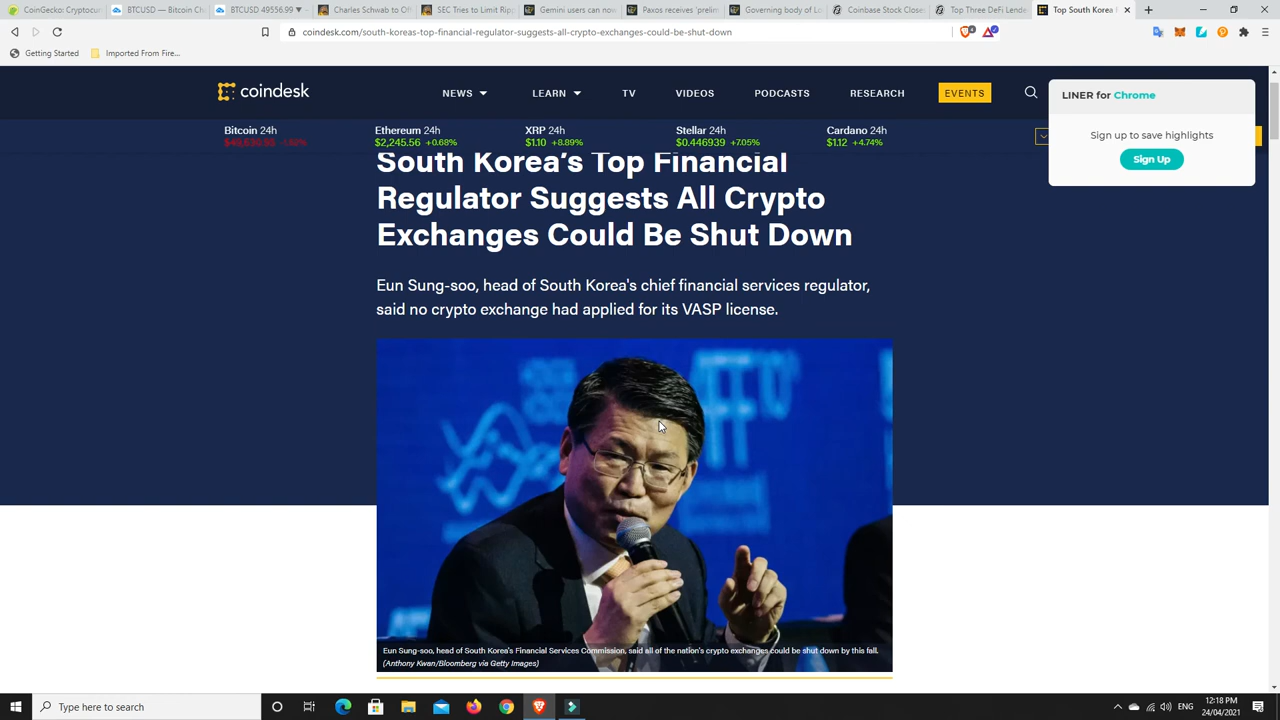 CoinGecko: Cryptocur
BTCUSD — Bitcoin Ch
BTCUSD 49556.99 ▼
Charles Schwab to Of
SEC Tries to Limit Rippl
Gemini users can now
Paxos receives 'prelim
Governing body of Lo
Coinbase Stock Closes
Top Three DeFi Lende
Top South Korea F
coindesk.com/south-koreas-top-financial-regulator-suggests-all-crypto-exchanges-could-be-shut-down
Getting Started
Imported From Fire...
coindesk
NEWS
LEARN
TV
VIDEOS
PODCASTS
RESEARCH
EVENTS
LINER for Chrome
Sign up to save highlights
Sign Up
Bitcoin 24h
Ethereum 24h
$2,245.56 +0.68%
XRP 24h
$1.10 +8.89%
Stellar 24h
$0.446939 +7.05%
Cardano 24h
$1.12 +4.74%
South Korea's Top Financial
Regulator Suggests All Crypto
Exchanges Could Be Shut Down
Eun Sung-soo, head of South Korea's chief financial services regulator,
said no crypto exchange had applied for its VASP license.
Eun Sung-soo, head of South Korea's Financial Services Commission, said all of the nation's crypto exchanges could be shut down by this fall.
(Anthony Kwan/Bloomberg via Getty Images)
Type here to search
ENG
12:18 PM
24/04/2021